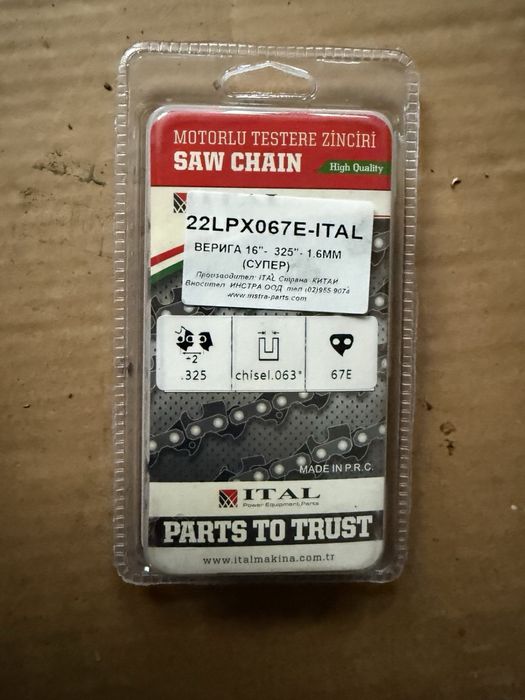 MOTORLU TESTERE ZİNCİRİ
SAW CHAIN
High Quality
22LPX067E-ITAL
ВЕРИГА 16"- 325"- 1.6ММ
(СУПЕР)
Производител: ITAL Страна: КИТАЙ
Вносител: ИНСТРА ООД тел.(02)955 9074
www.instra-parts.com
÷2
.325
chisel.063"
67E
MADE IN P.R.C.
ITAL
Power Equipment Parts
PARTS TO TRUST
www.italmakina.com.tr